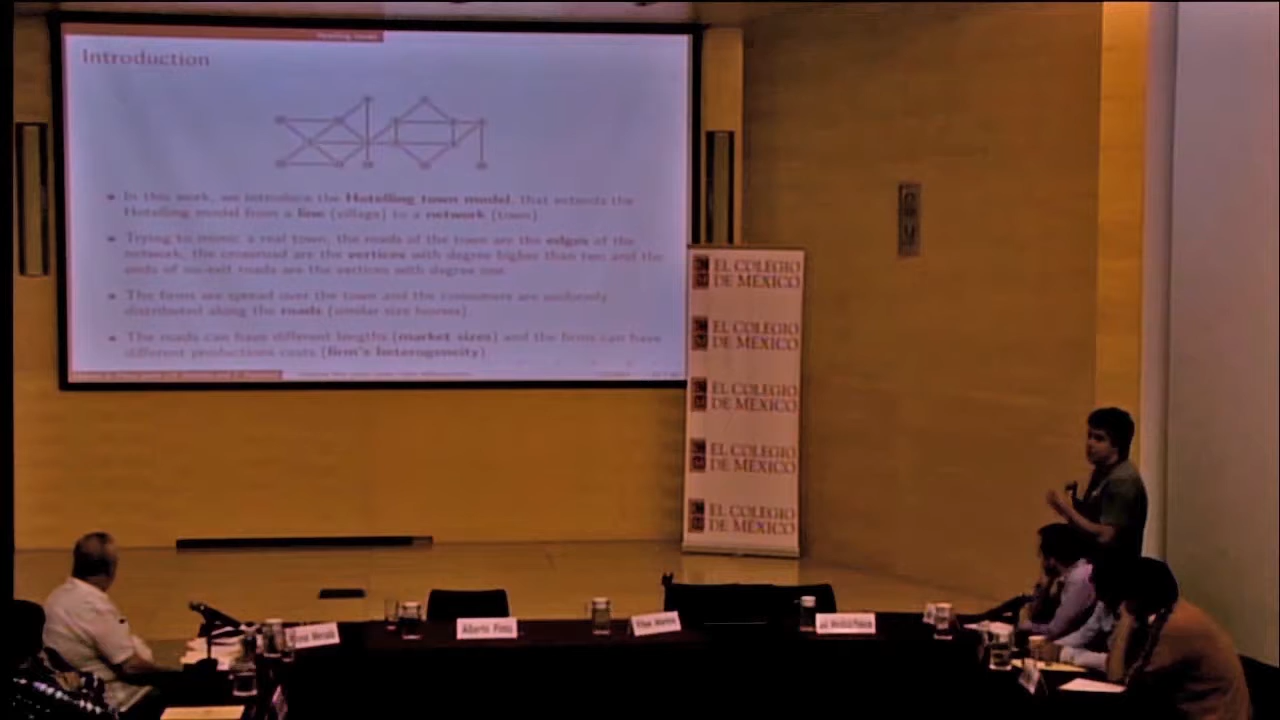 Introduction
In this work, we introduce the Hotelling town model, that extends the
Hotelling model from a line (village) to a network (town).
Trying to mimic a real town, the roads of the town are the edges of the
network, the crossroad are the vertices with degree higher than two and the
ends of no-exit roads are the vertices with degree one.
The firms are spread over the town and the consumers are uniformly
distributed along the roads (similar size houses).
The roads can have different lengths (market sizes) and the firms can have
different productions costs (firm's heterogeneity)
EL COLEGIO
DE MÉXICO
EL COLEGIO
DE MÉXICO
EL COLEGIO
DE MÉXICO
EL COLEGIO
DE MÉXICO
EL COLEGIO
DE MÉXICO
Alberto Pinto